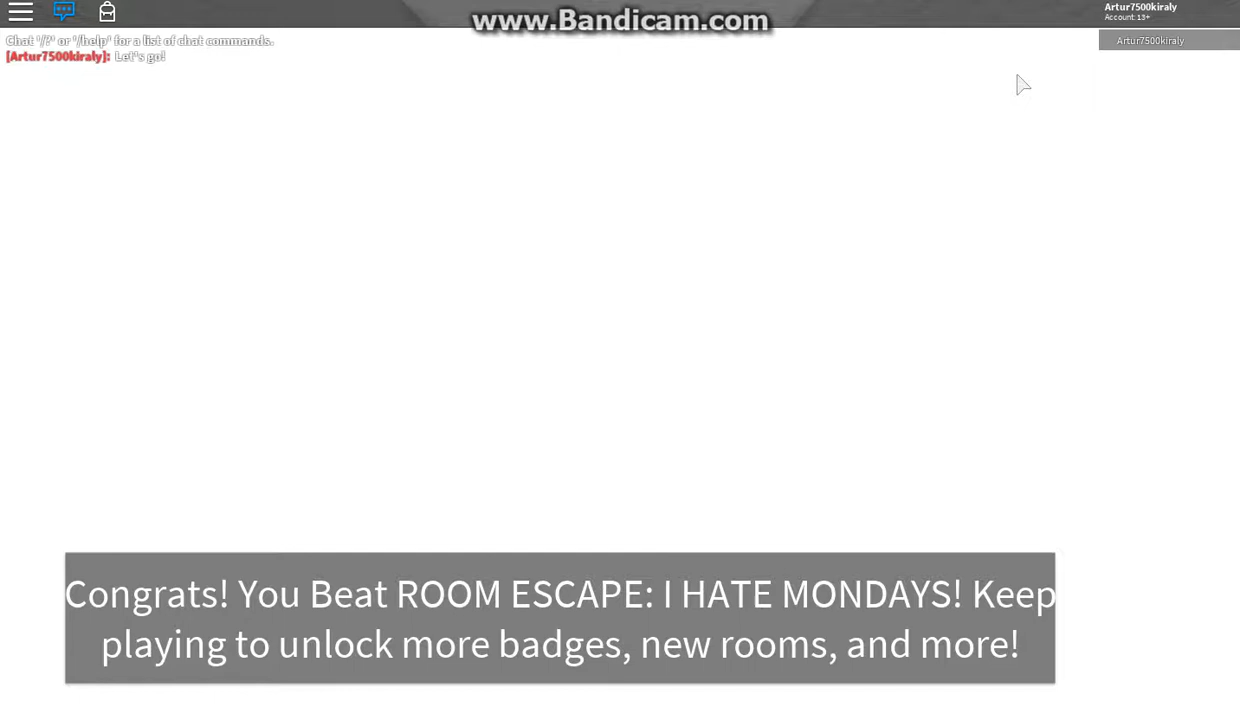 www.Bandicam.com
Artur7500kiraly
Account: 13+
Chat '/?' or '/help' for a list of chat commands.
Artur7500kiraly
[Artur7500kiraly]: Let's go!
Congrats! You Beat ROOM ESCAPE: I HATE MONDAYS! Keep
playing to unlock more badges, new rooms, and more!